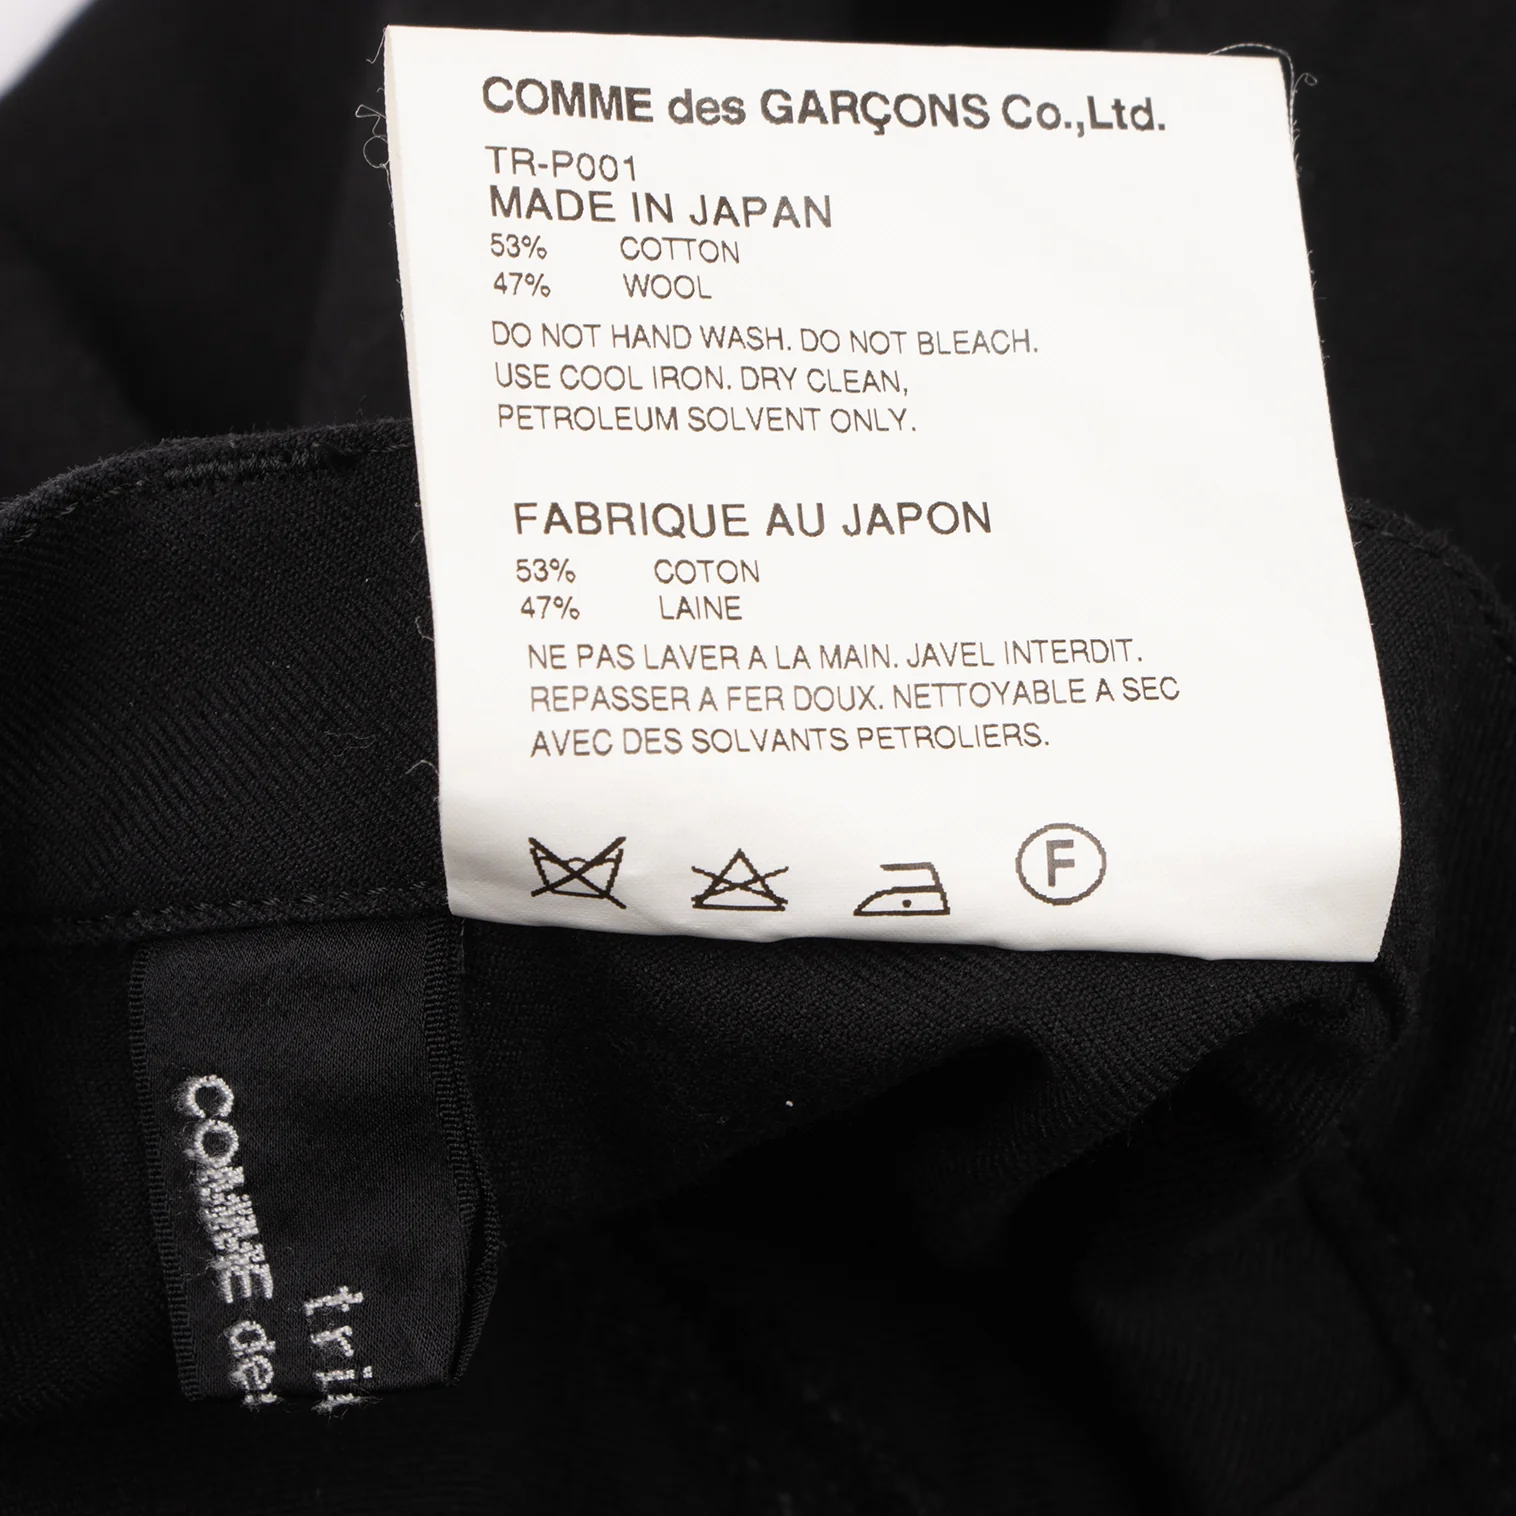 COMME des GARÇONS Co.,Ltd.
TR-P001
MADE IN JAPAN
53% COTTON
47% WOOL
DO NOT HAND WASH. DO NOT BLEACH.
USE COOL IRON. DRY CLEAN,
PETROLEUM SOLVENT ONLY.
FABRIQUE AU JAPON
53% COTON
47% LAINE
NE PAS LAVER A LA MAIN. JAVEL INTERDIT.
REPASSER A FER DOUX. NETTOYABLE A SEC
AVEC DES SOLVANTS PETROLIERS.
F
COMME des